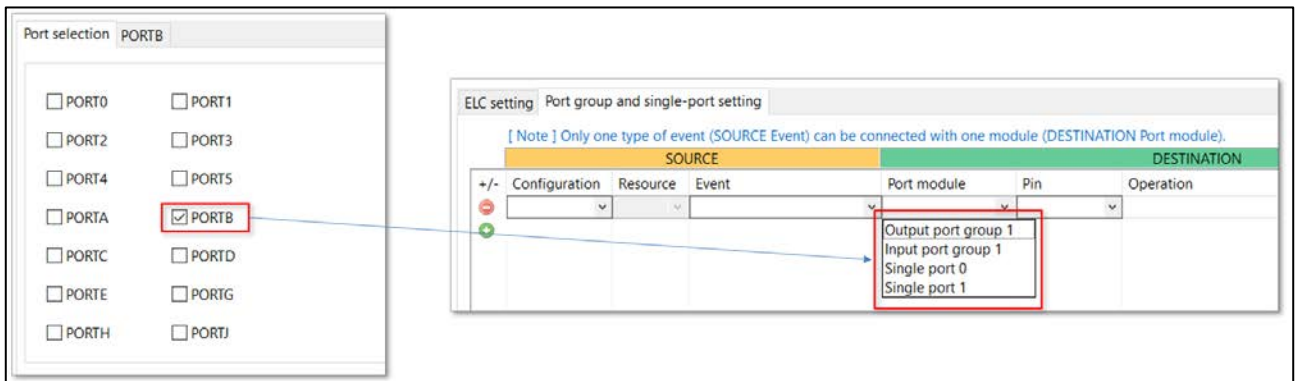 Port selection PORTB
PORT0 PORT1
PORT2 PORT3
PORT4 PORT5
PORTA PORTB
PORTC PORTD
PORTE PORTG
PORTH PORTJ
ELC setting Port group and single-port setting
[ Note ] Only one type of event (SOURCE Event) can be connected with one module (DESTINATION Port module).
SOURCE DESTINATION
+/- Configuration Resource Event Port module Pin Operation
Output port group 1
Input port group 1
Single port 0
Single port 1